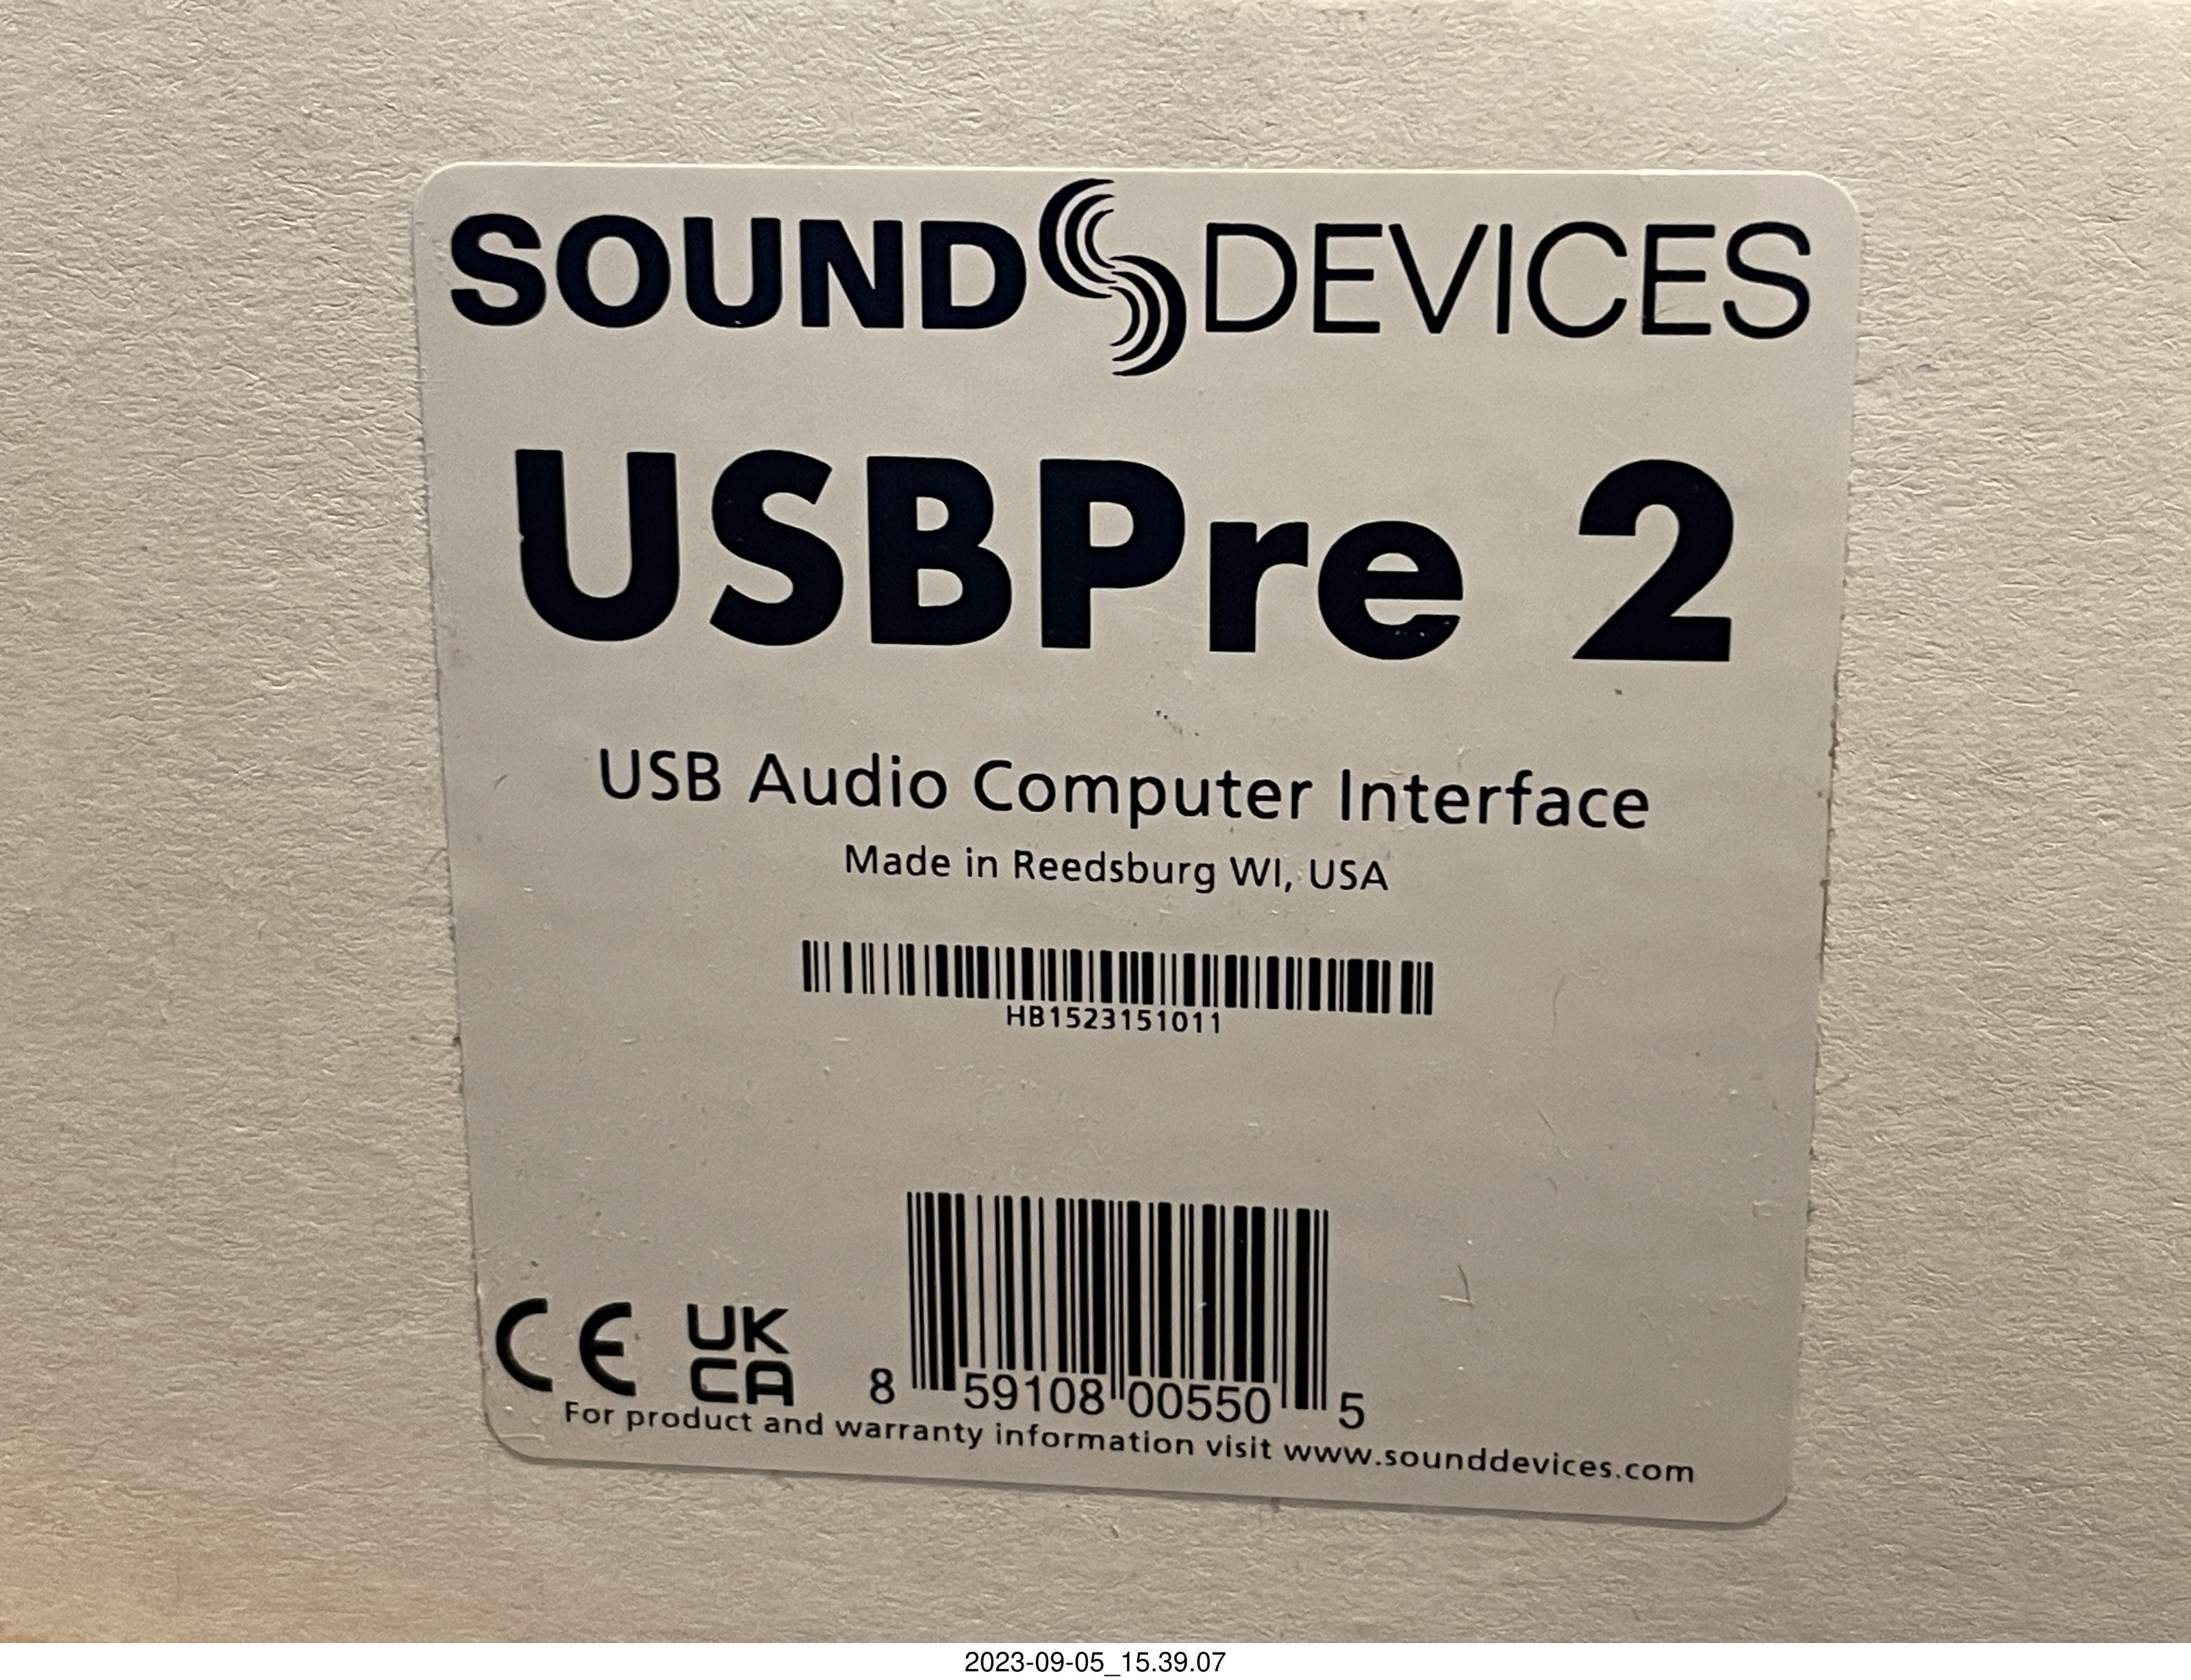 SOUND DEVICES
USBPre 2
USB Audio Computer Interface
Made in Reedsburg WI, USA
HB1523151011
CE UK CA
8 59108 00550 5
For product and warranty information visit www.sounddevices.com
2023-09-05_15.39.07